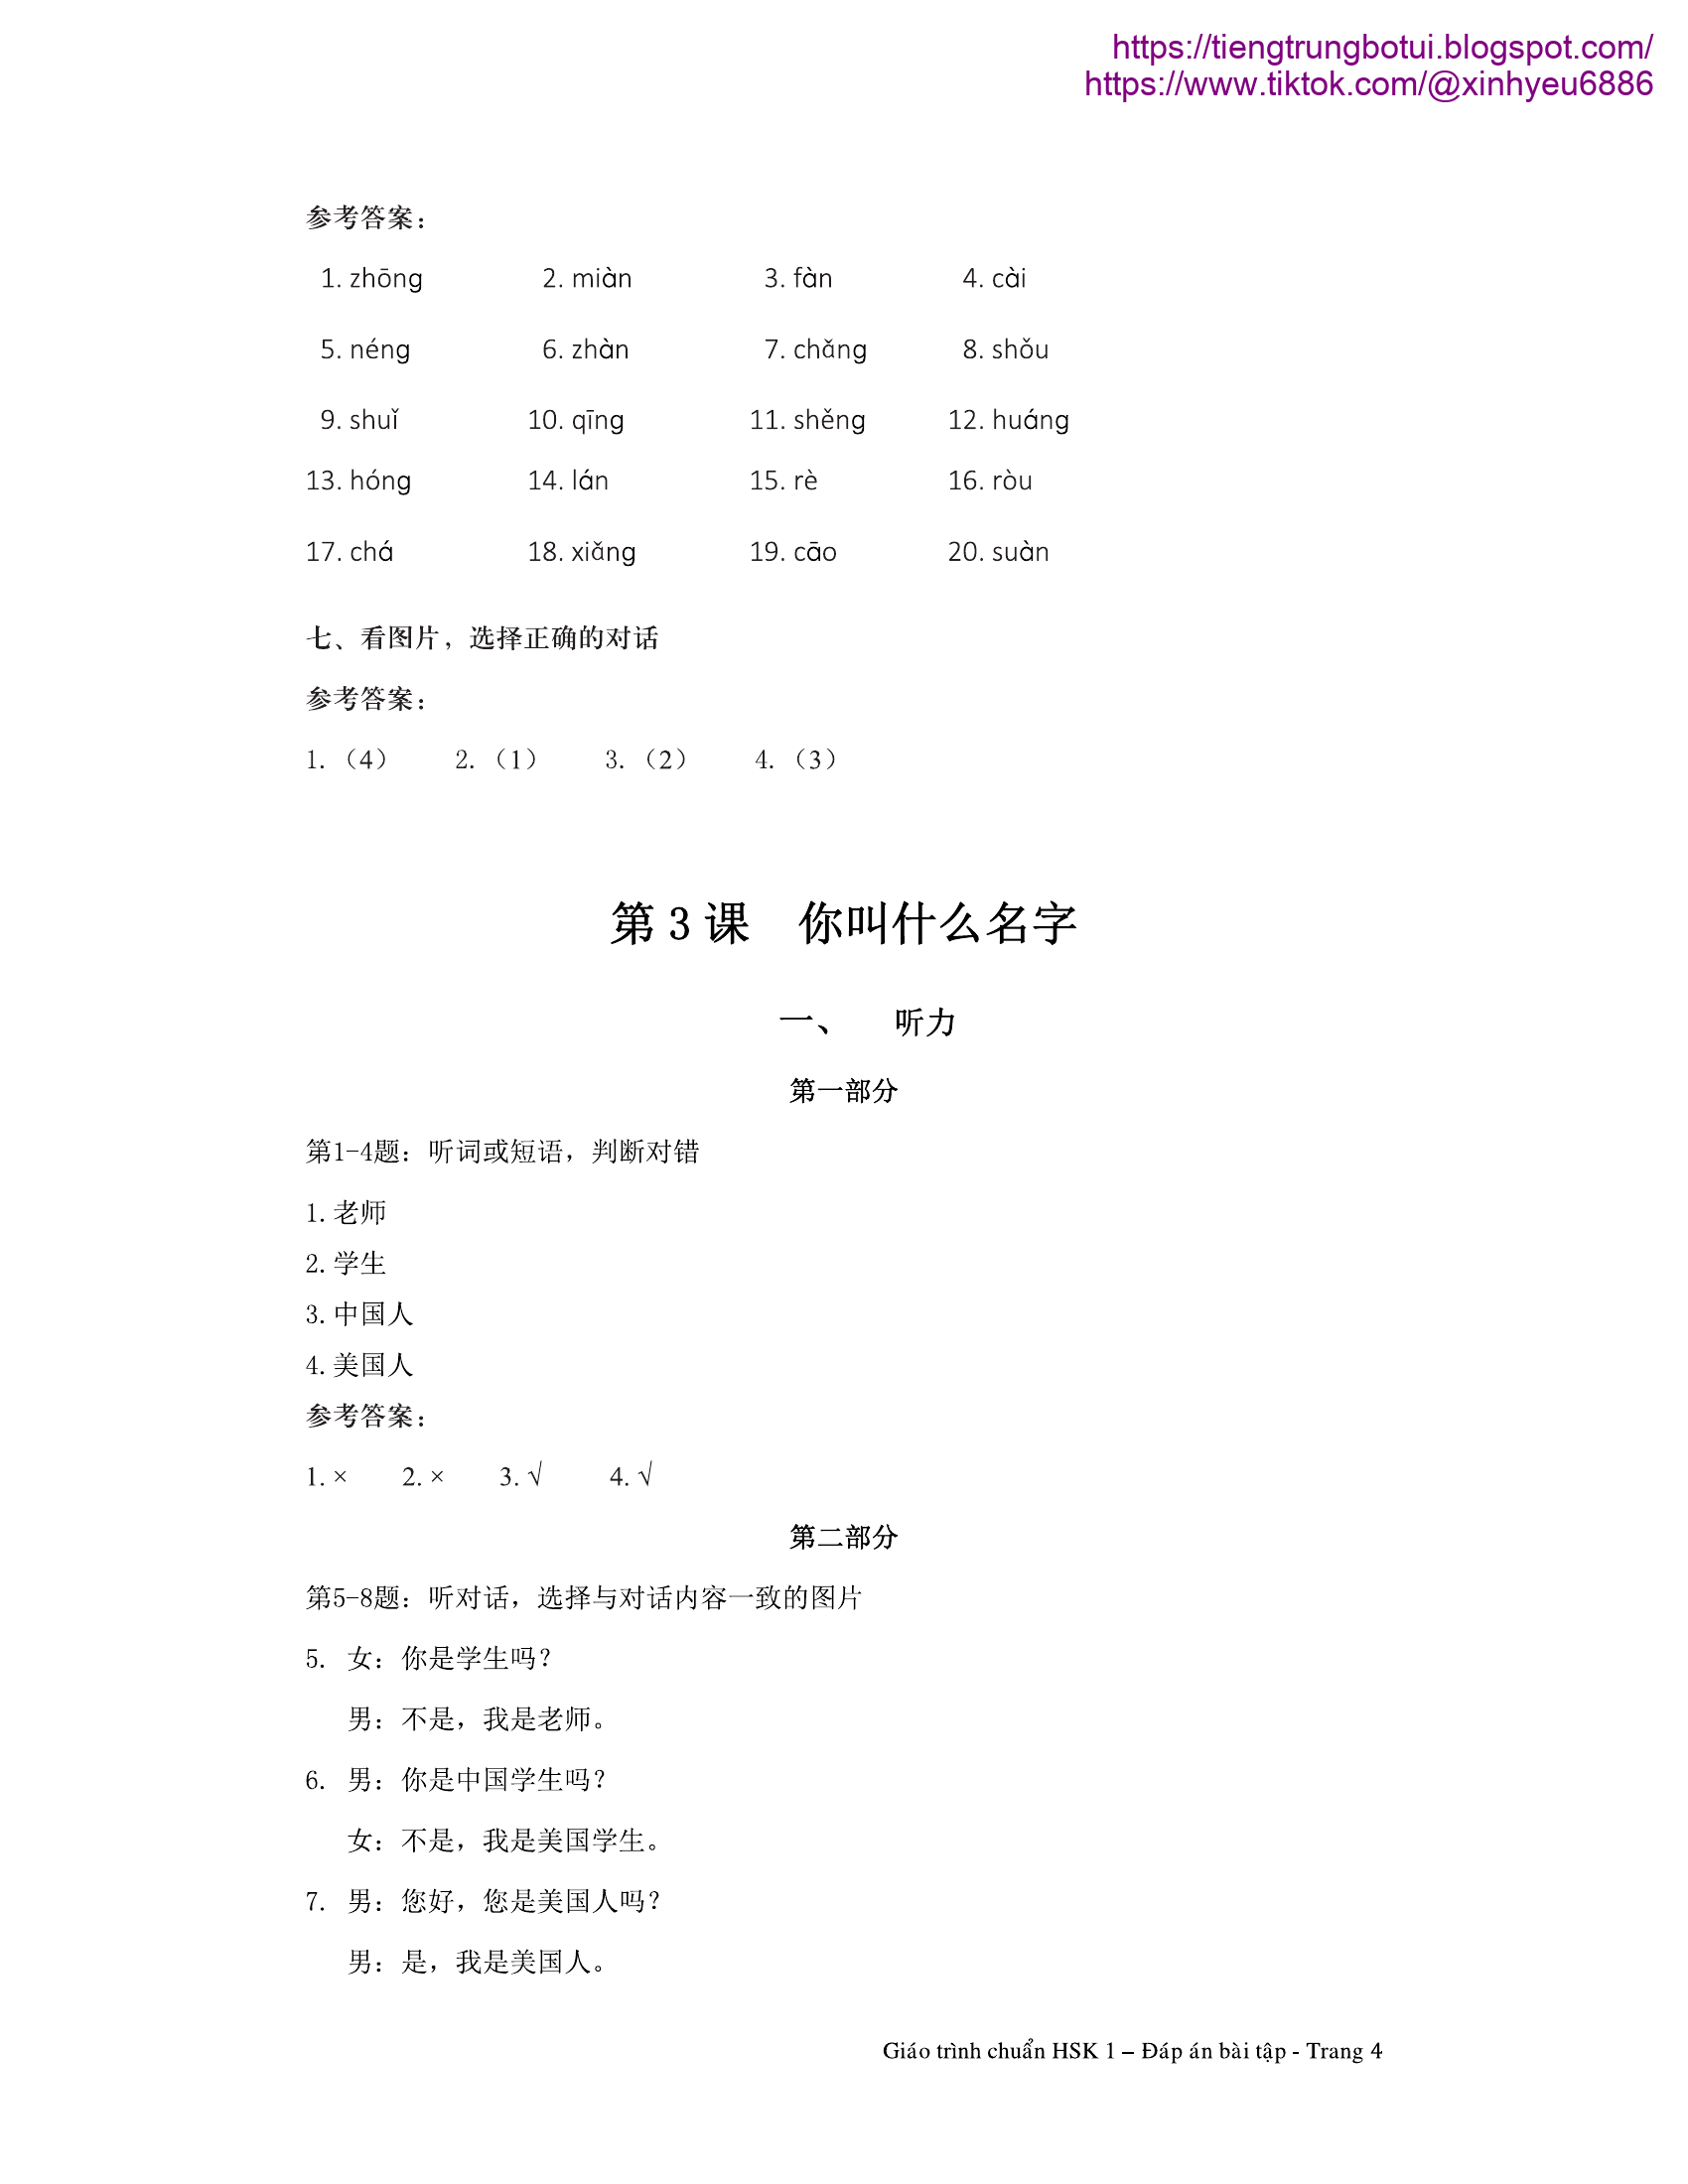 https://tiengtrungbotui.blogspot.com/
https://www.tiktok.com/@xinhyeu6886
参考答案：
1. zhōng 2. miàn 3. fàn 4. cài
5. néng 6. zhàn 7. chǎng 8. shǒu
9. shuǐ 10. qīng 11. shěng 12. huáng
13. hóng 14. lán 15. rè 16. ròu
17. chá 18. xiǎng 19. cāo 20. suàn
七、看图片，选择正确的对话
参考答案：
1.（4） 2.（1） 3.（2） 4.（3）
第 3 课 你叫什么名字
一、 听力
第一部分
第1-4题：听词或短语，判断对错
1. 老师
2. 学生
3. 中国人
4. 美国人
参考答案：
1. × 2. × 3. √ 4. √
第二部分
第5-8题：听对话，选择与对话内容一致的图片
5. 女：你是学生吗？
男：不是，我是老师。
6. 男：你是中国学生吗？
女：不是，我是美国学生。
7. 男：您好，您是美国人吗？
男：是，我是美国人。
Giáo trình chuẩn HSK 1 – Đáp án bài tập - Trang 4